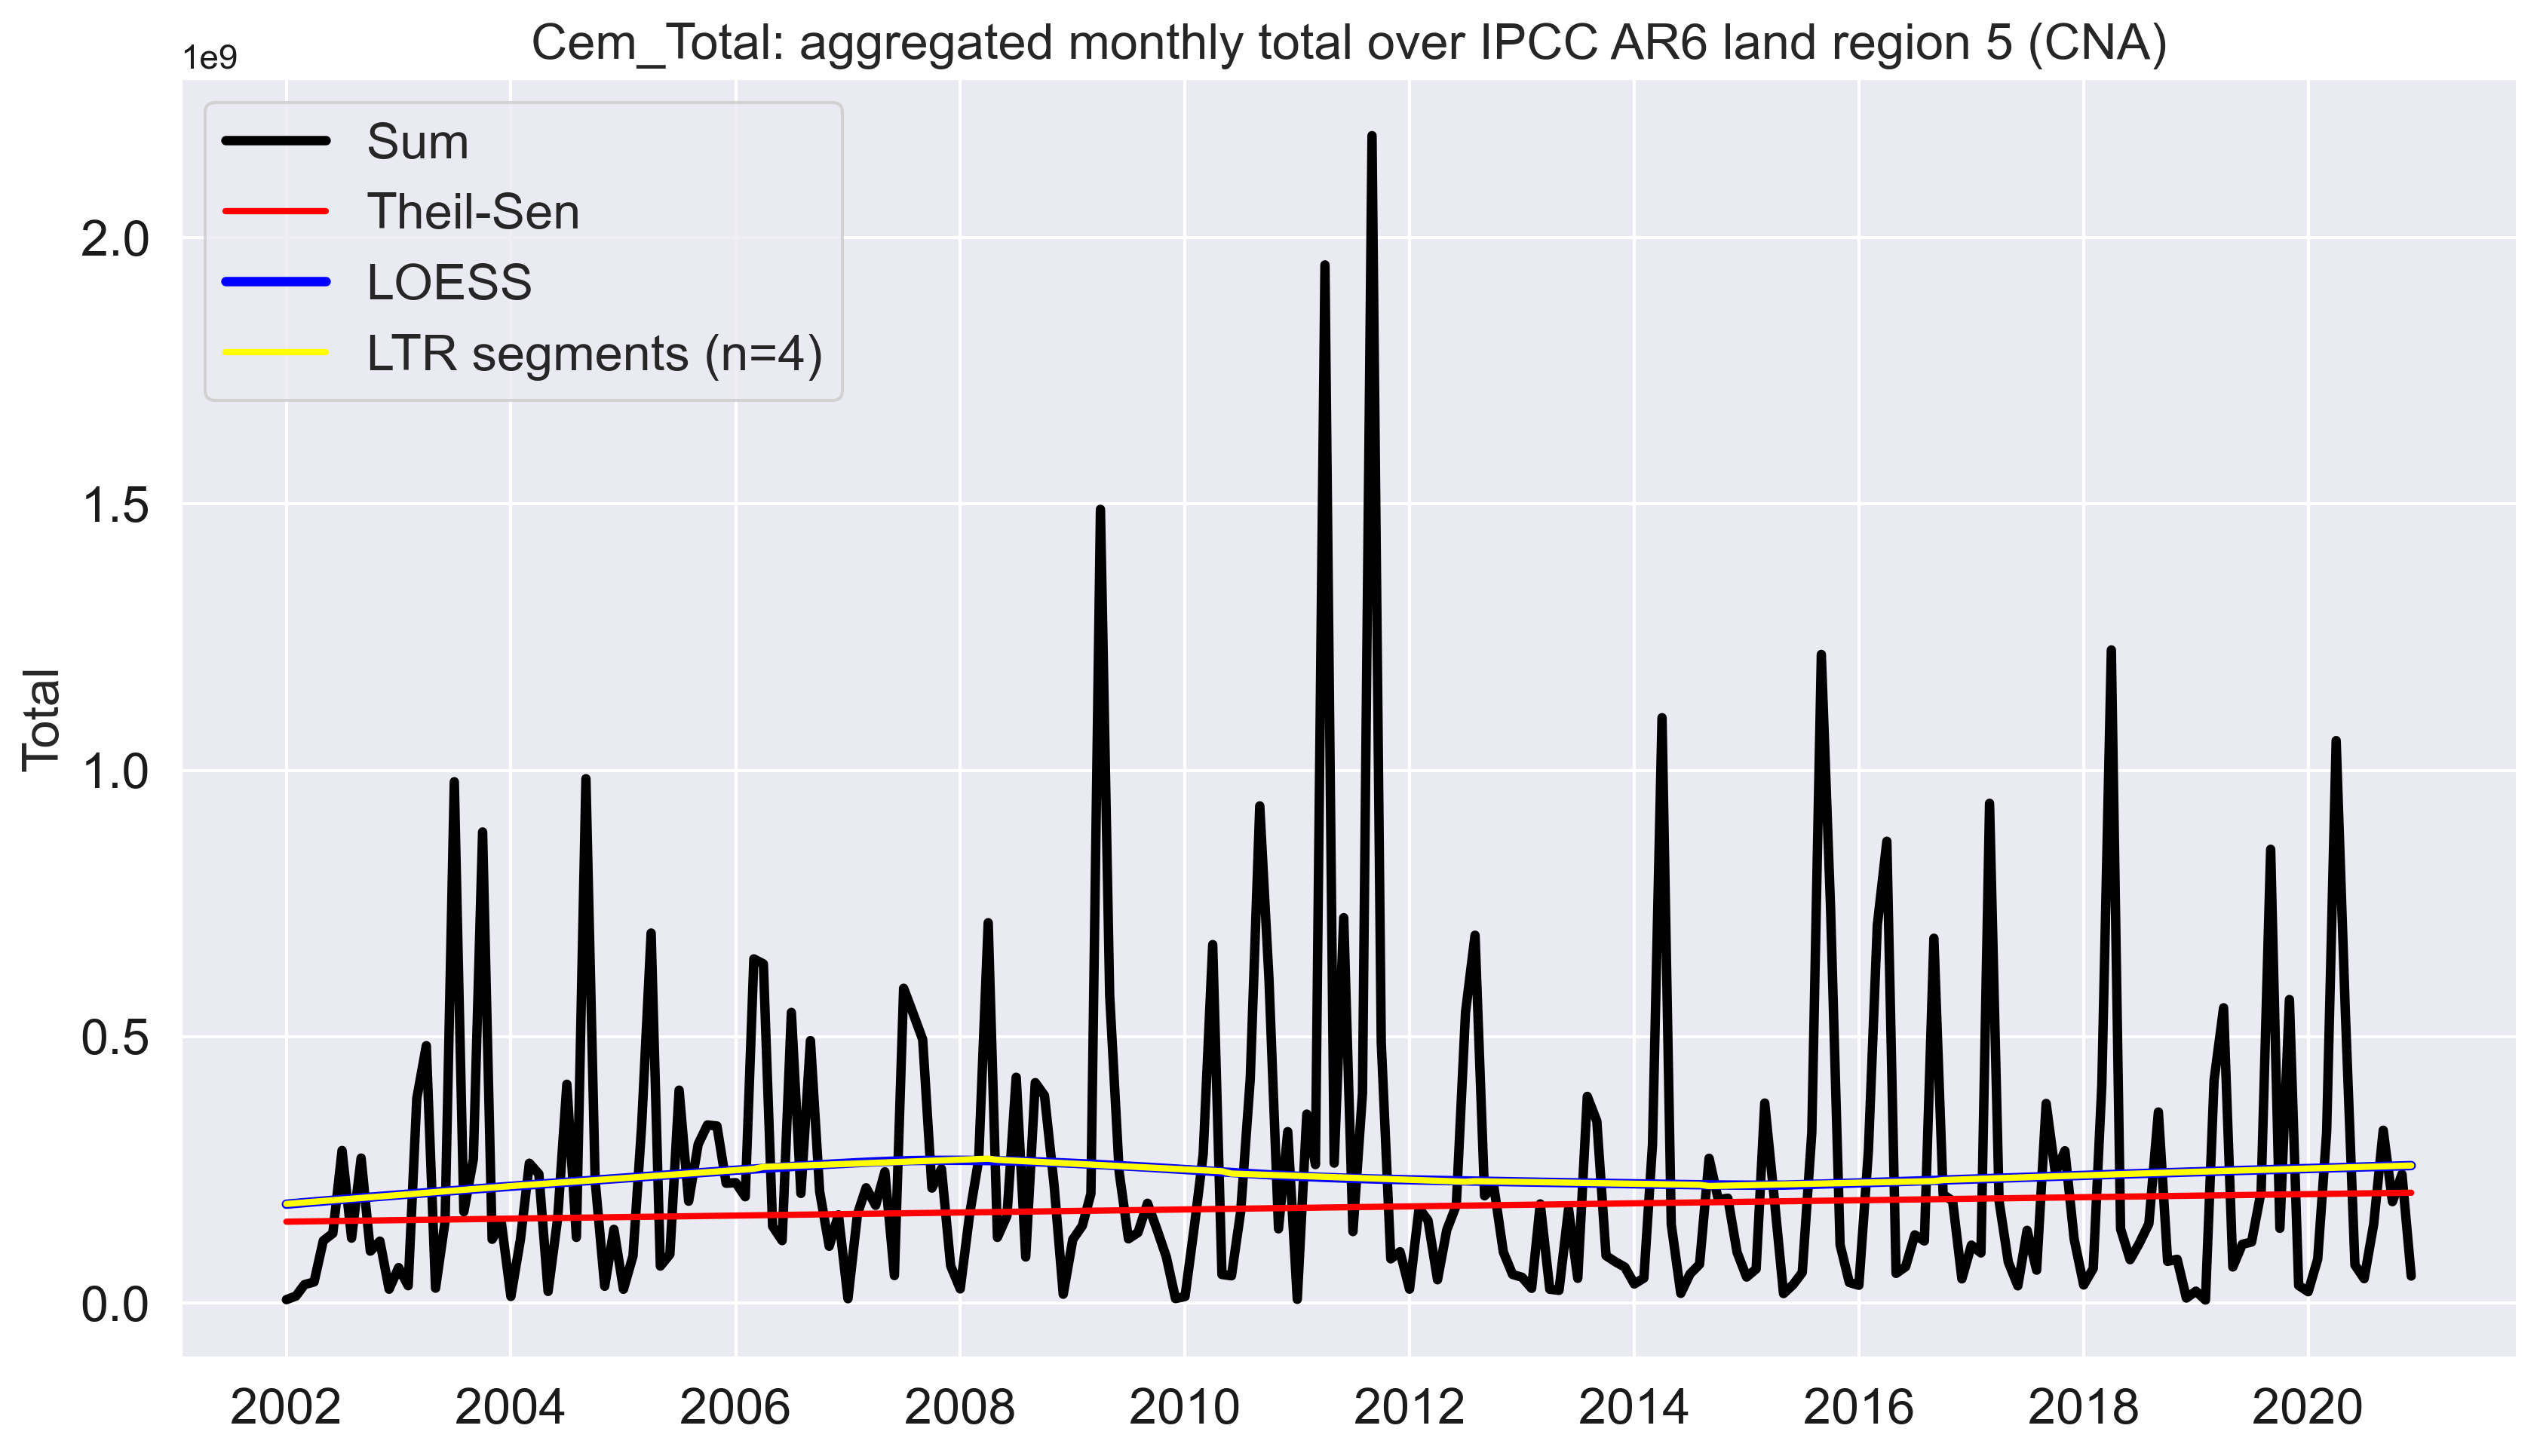 Cem_Total: aggregated monthly total over IPCC AR6 land region 5 (CNA)
1e9
Sum
Theil-Sen
LOESS
LTR segments (n=4)
2.0
1.5
1.0
0.5
0.0
Total
2002 2004 2006 2008 2010 2012 2014 2016 2018 2020